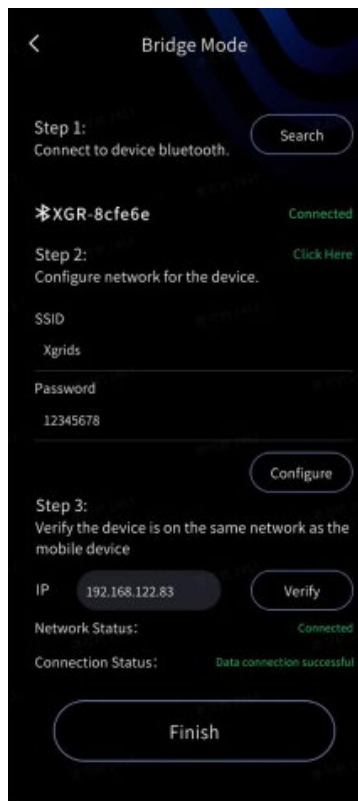 Bridge Mode
Step 1:
Connect to device bluetooth.
Search
XGR-8cfe6e
Connected
Step 2:
Click Here
Configure network for the device.
SSID
Xgrids
Password
12345678
Configure
Step 3:
Verify the device is on the same network as the
mobile device
IP
192.168.122.83
Verify
Network Status:
Connected
Connection Status:
Data connection successful
Finish